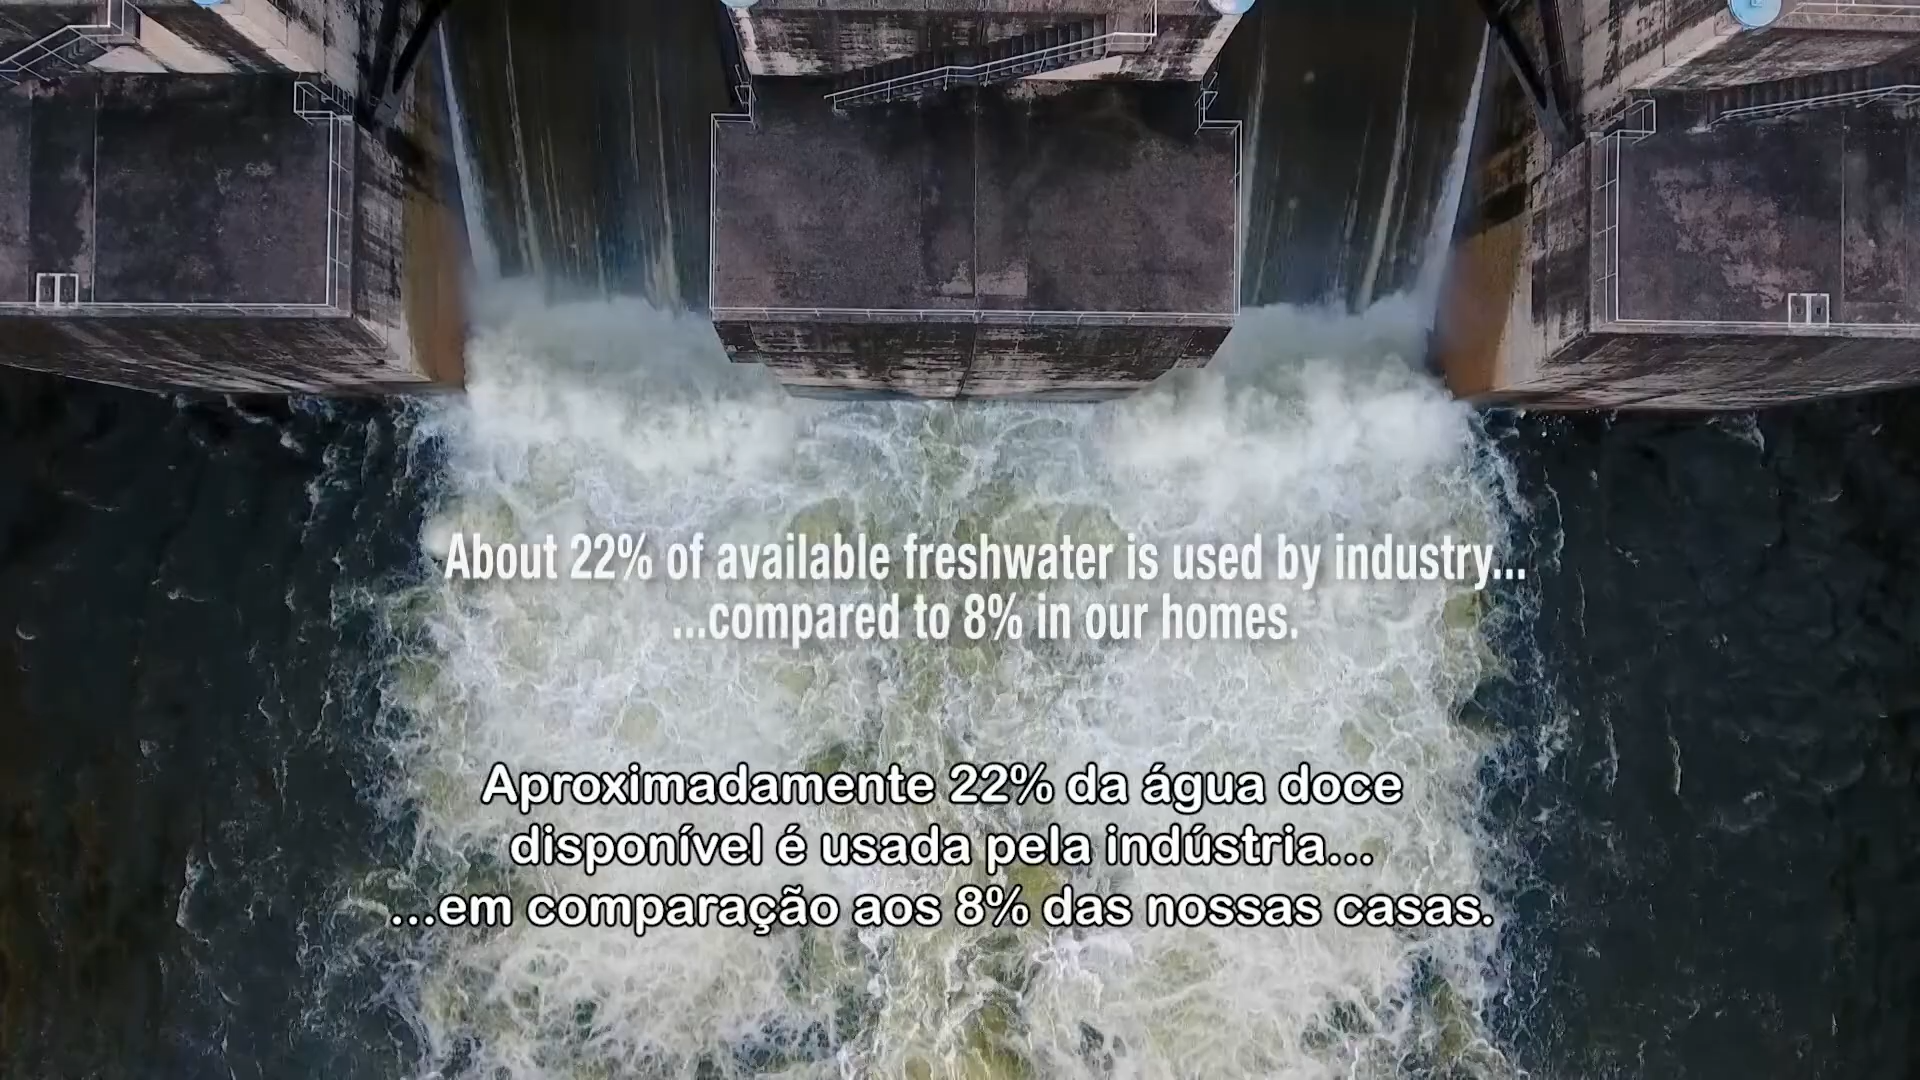 About 22% of available freshwater is used by industry...
...compared to 8% in our homes.
Aproximadamente 22% da água doce
disponível é usada pela indústria...
...em comparação aos 8% das nossas casas.